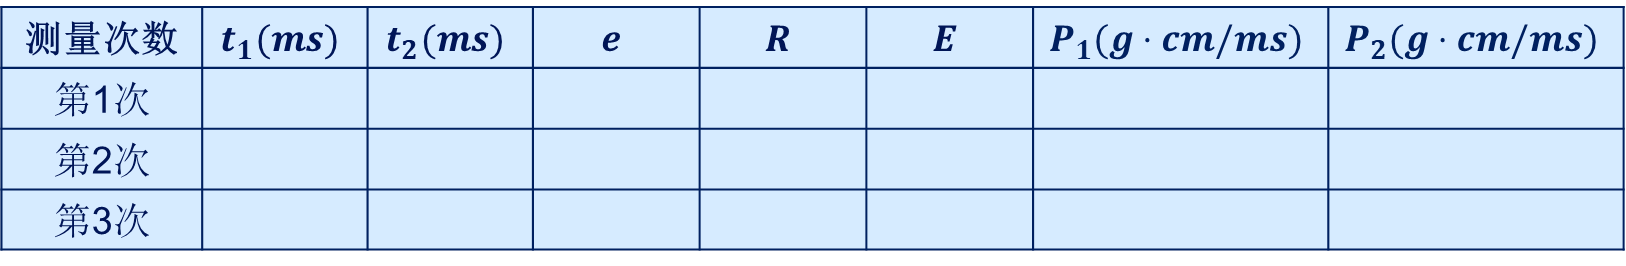 测量次数 t₁(ms) t₂(ms) e R E P₁(g · cm/ms) P₂(g · cm/ms)
第1次
第2次
第3次